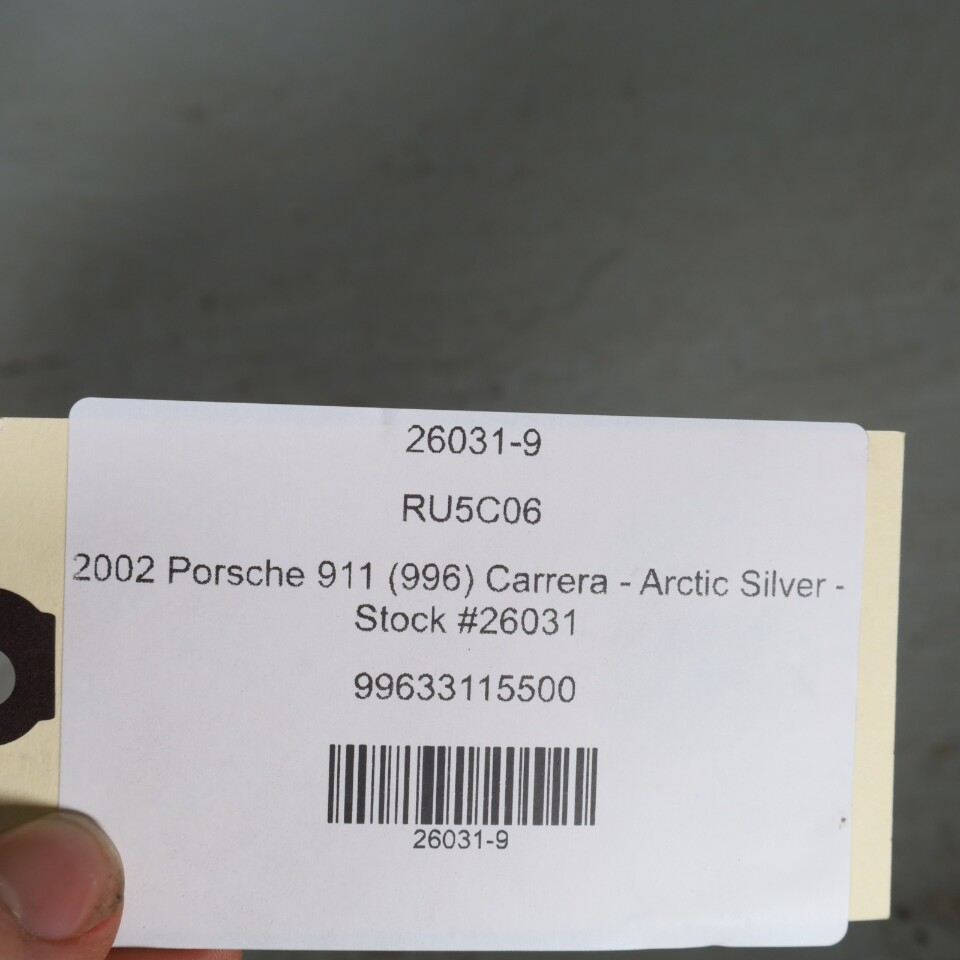 26031-9
RU5C06
2002 Porsche 911 (996) Carrera - Arctic Silver -
Stock #26031
99633115500
26031-9